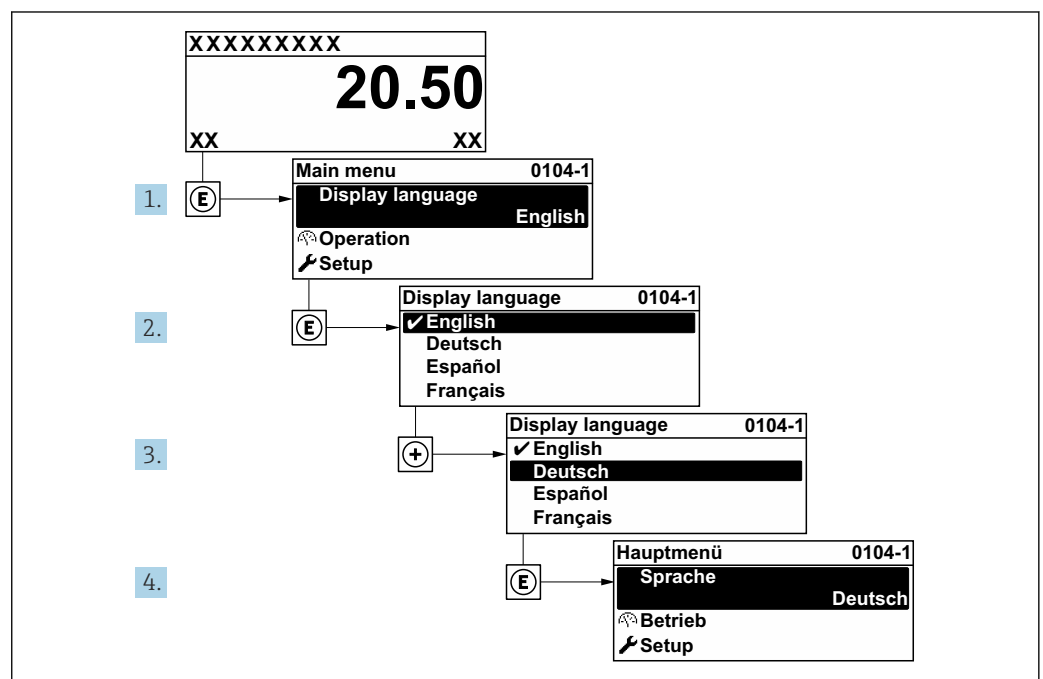 XXXXXXXXX
20.50
XX XX
1. E
Main menu 0104-1
Display language
English
Operation
Setup
2. E
Display language 0104-1
✔English
Deutsch
Español
Français
3. +
Display language 0104-1
✔English
Deutsch
Español
Français
4. E
Hauptmenü 0104-1
Sprache
Deutsch
Betrieb
Setup